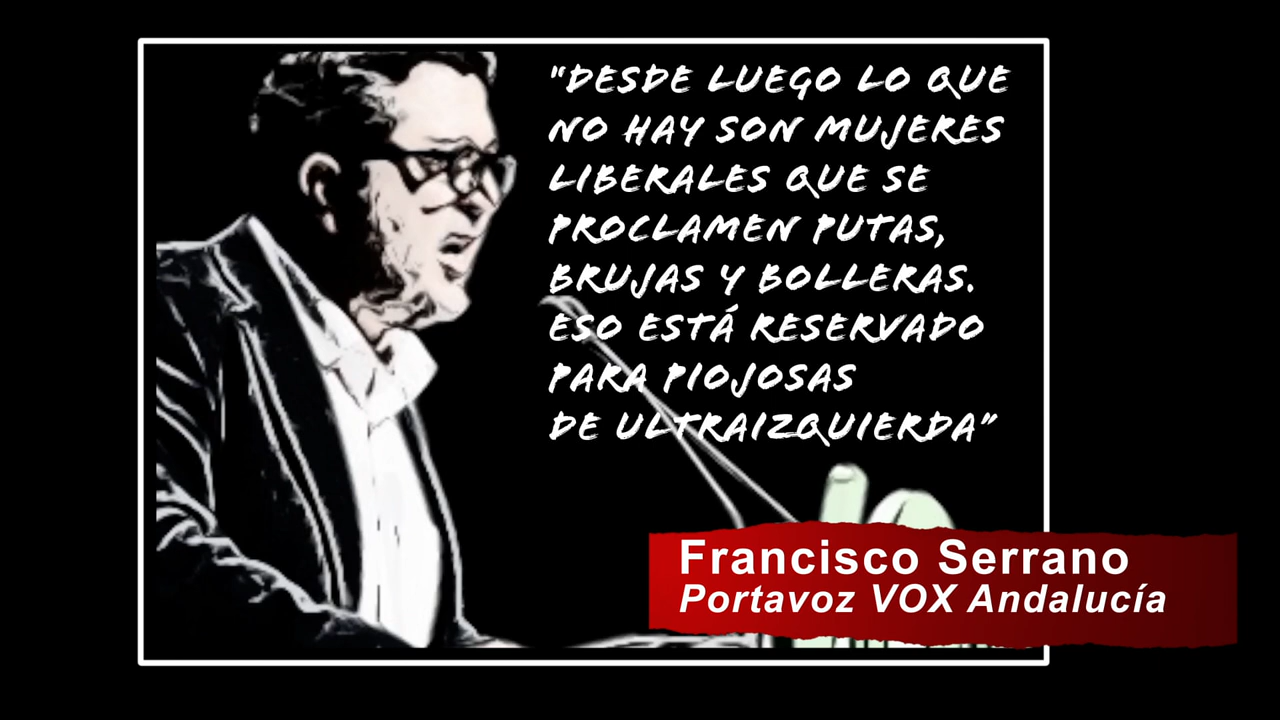 "DESDE LUEGO LO QUE
NO HAY SON MUJERES
LIBERALES QUE SE
PROCLAMEN PUTAS,
BRUJAS Y BOLLERAS.
ESO ESTÁ RESERVADO
PARA PIOJOSAS
DE ULTRAIZQUIERDA"
Francisco Serrano
Portavoz VOX Andalucía